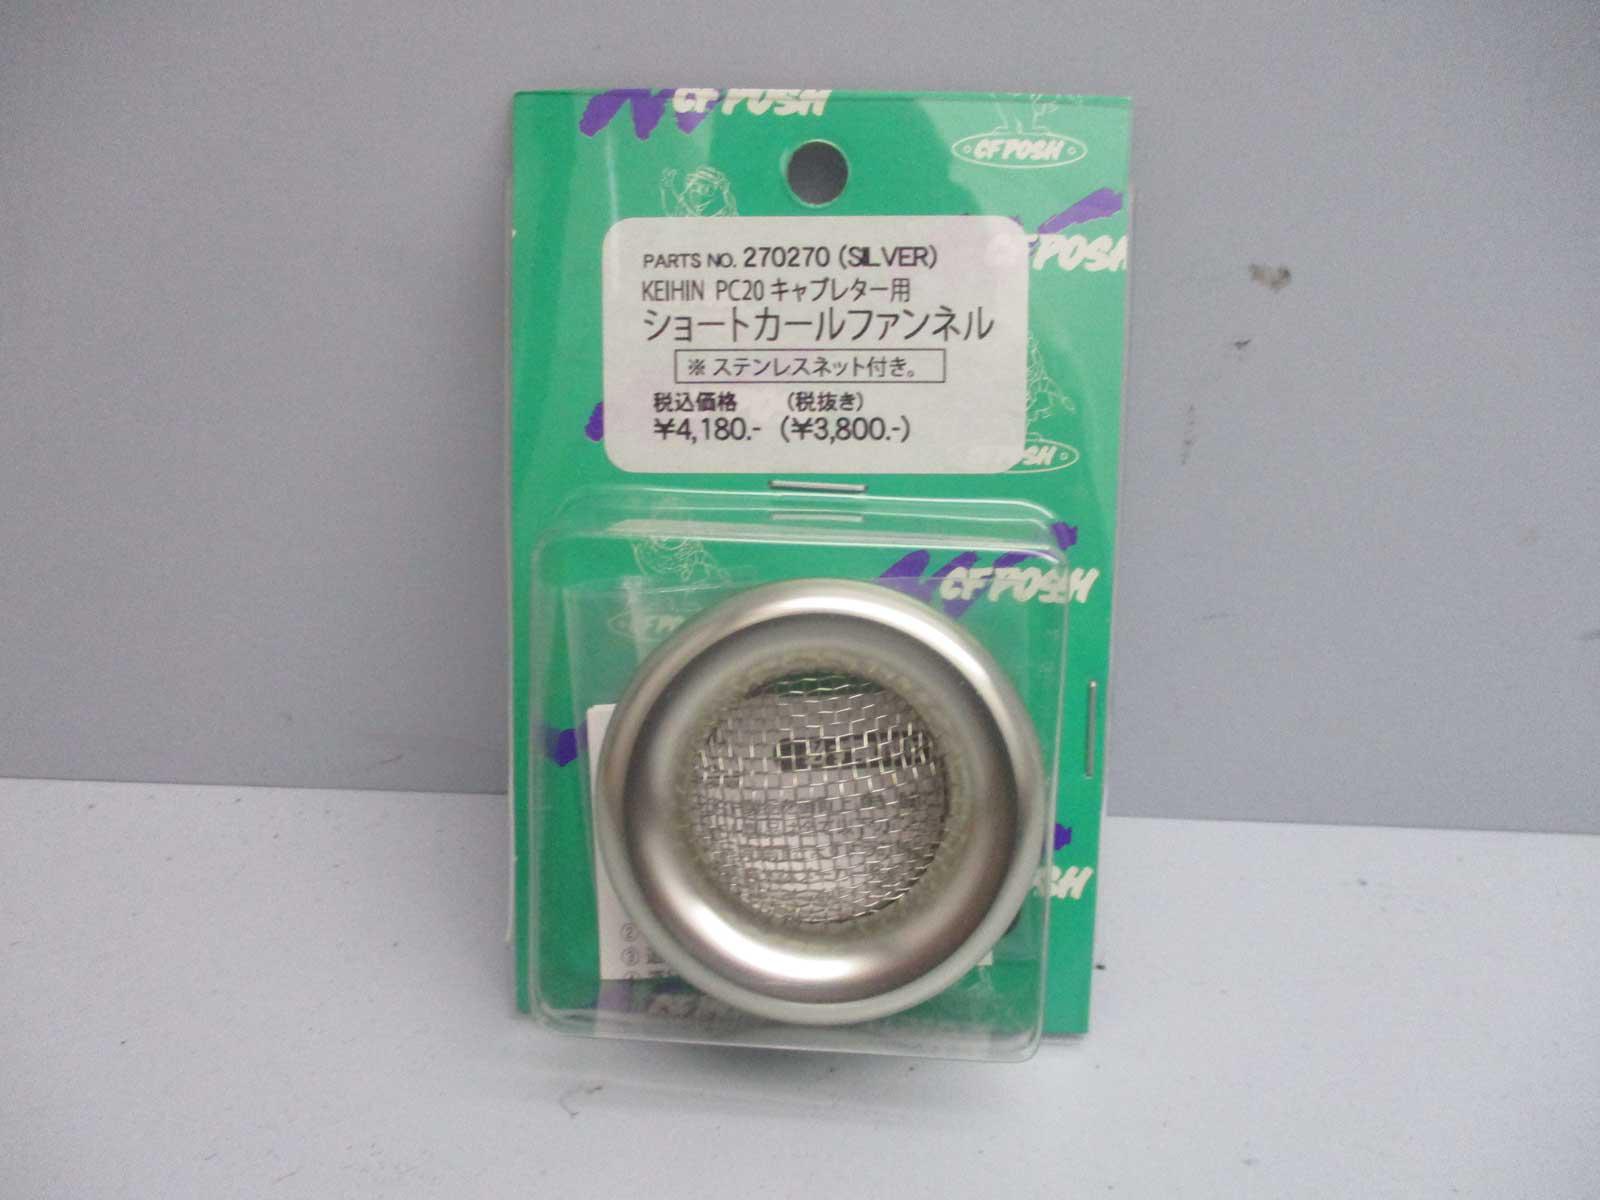 CF POSH
CF POSH
CF POSH
PARTS NO. 270270 (SILVER)
KEIHIN PC20 キャブレター用
ショートカールファンネル
※ ステンレスネット付き。
税込価格 (税抜き)
¥4,180.- (¥3,800.-)
CF POSH
②
③